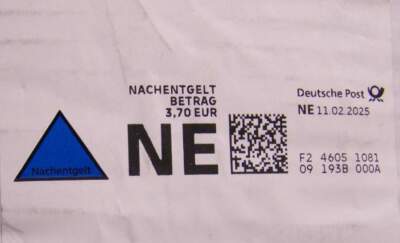 NACHENTGELT
BETRAG
3,70 EUR
NE
Nachentgelt
Deutsche Post
NE 11.02.2025
F2 4605 1081
09 193B 000A